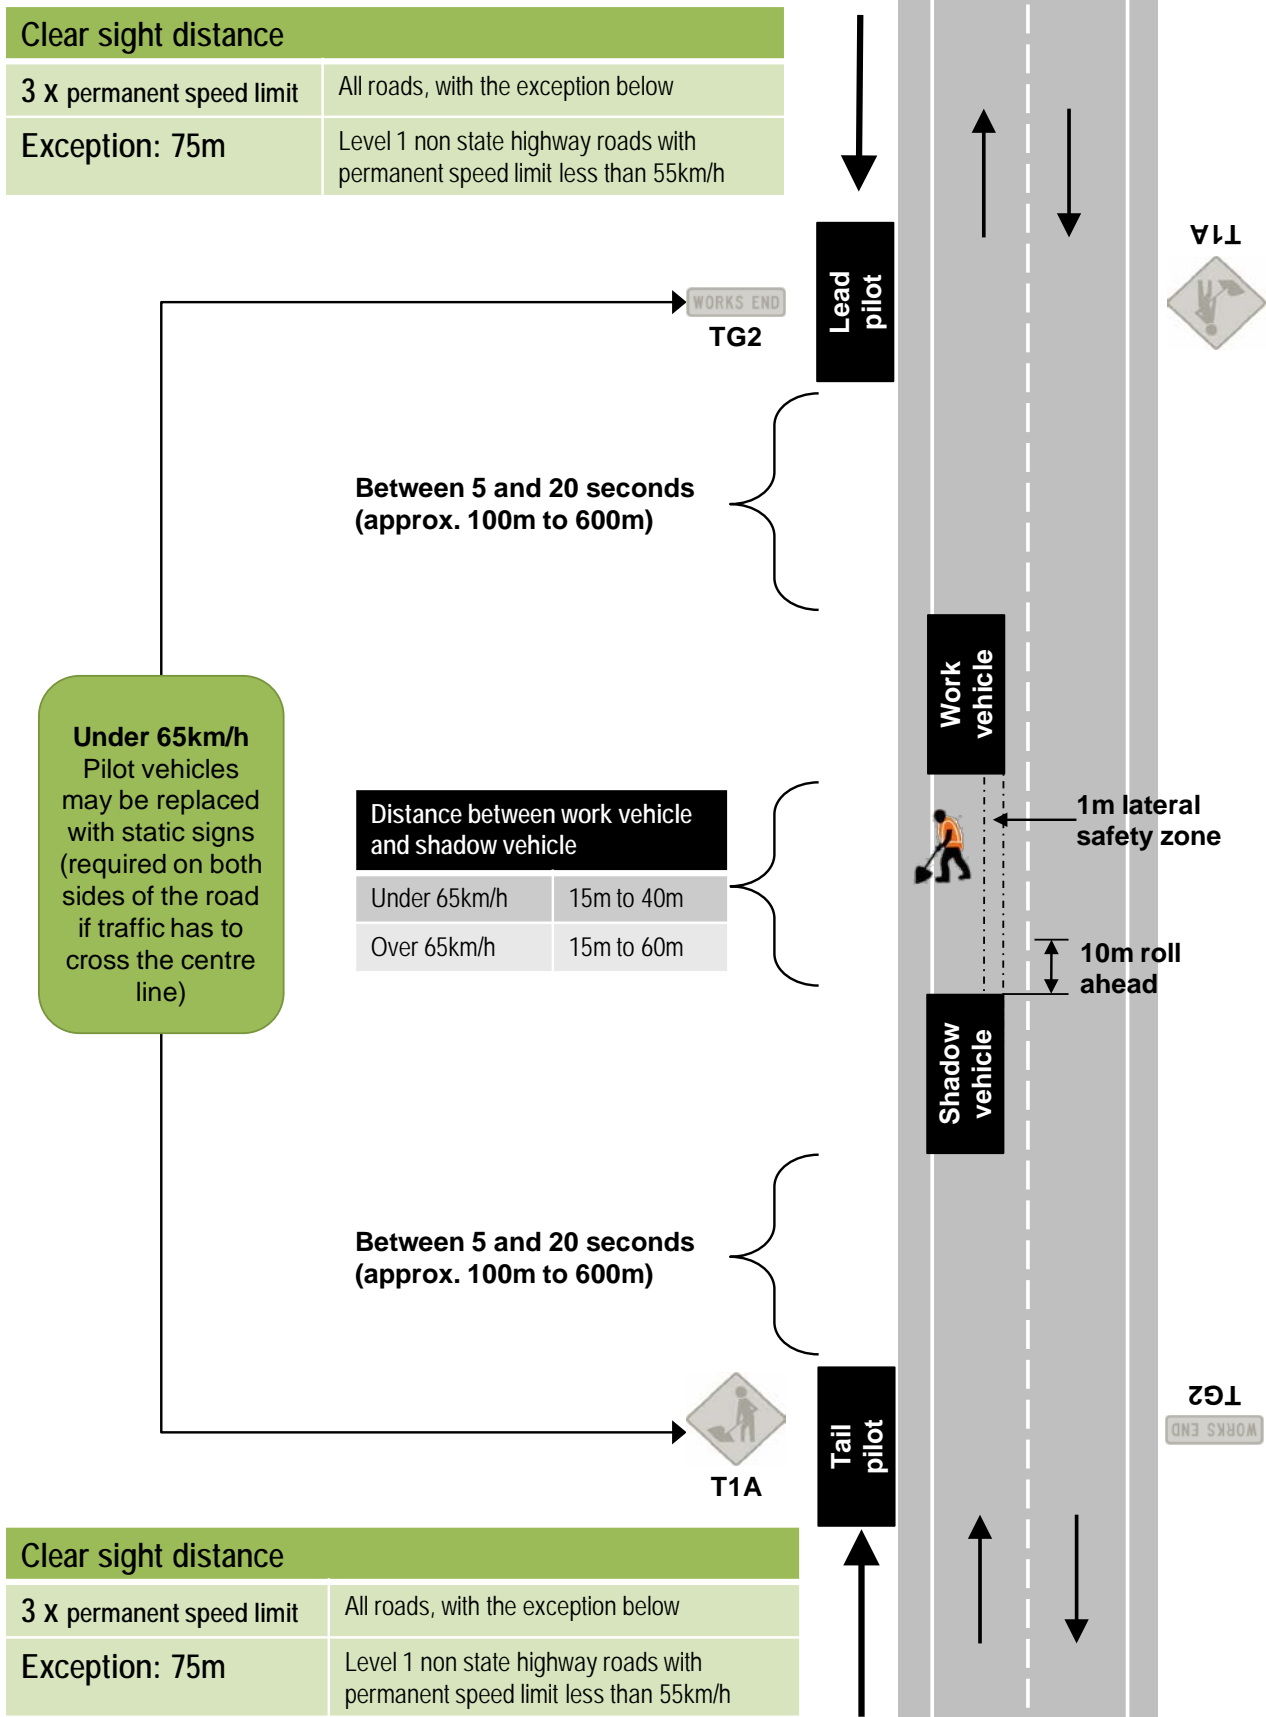 Clear sight distance
3 x permanent speed limit
All roads, with the exception below
Exception: 75m
Level 1 non state highway roads with
permanent speed limit less than 55km/h
T1A
WORKS END
TG2
Lead
pilot
Between 5 and 20 seconds
(approx. 100m to 600m)
Work
vehicle
Under 65km/h
Pilot vehicles
may be replaced
with static signs
(required on both
sides of the road
if traffic has to
cross the centre
line)
Distance between work vehicle
and shadow vehicle
Under 65km/h
15m to 40m
Over 65km/h
15m to 60m
1m lateral
safety zone
10m roll
ahead
Shadow
vehicle
Between 5 and 20 seconds
(approx. 100m to 600m)
T1A
Tail
pilot
TG2
WORKS END
Clear sight distance
3 x permanent speed limit
All roads, with the exception below
Exception: 75m
Level 1 non state highway roads with
permanent speed limit less than 55km/h